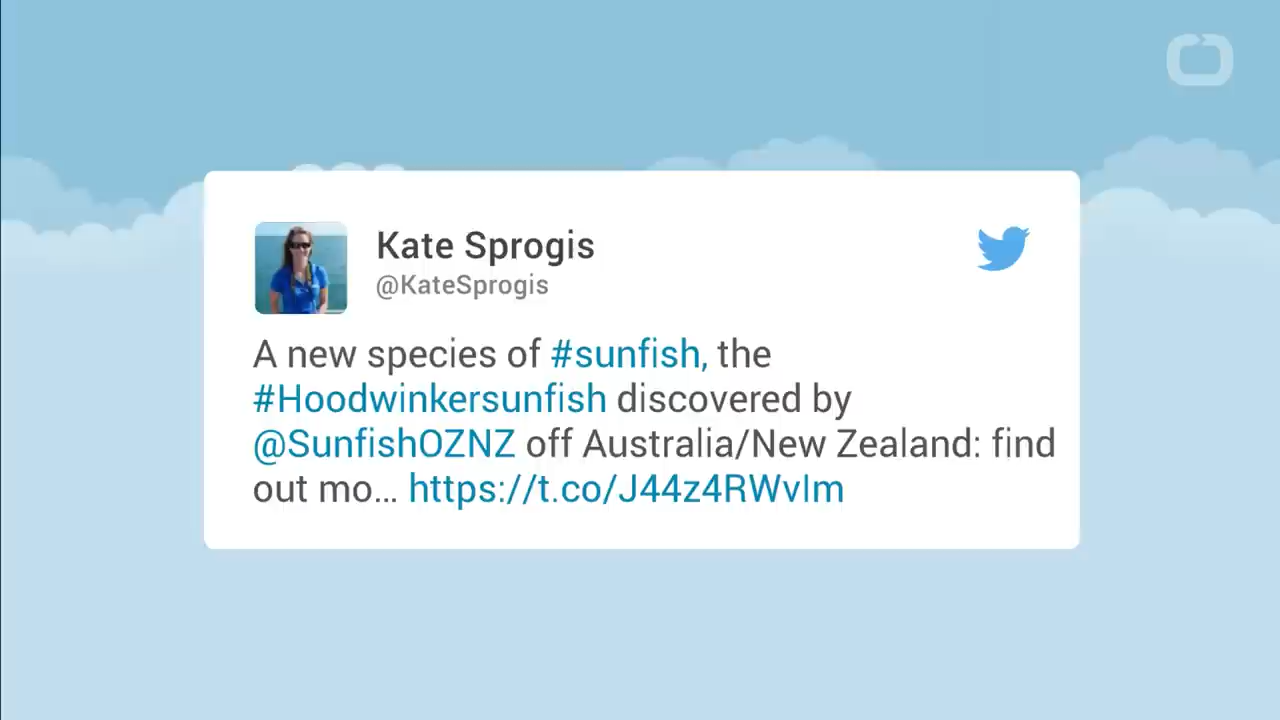 Kate Sprogis
@KateSprogis
A new species of #sunfish, the
#Hoodwinkersunfish discovered by
@SunfishOZNZ off Australia/New Zealand: find
out mo… https://t.co/J44z4RWvIm